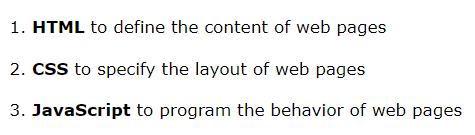 1. HTML to define the content of web pages
2. CSS to specify the layout of web pages
3. JavaScript to program the behavior of web pages